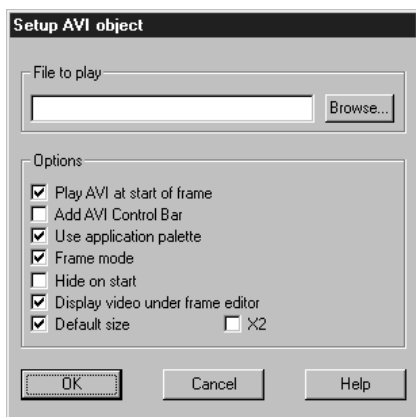 Setup AVI object
File to play
Browse...
Options
Play AVI at start of frame
Add AVI Control Bar
Use application palette
Frame mode
Hide on start
Display video under frame editor
Default size X2
OK Cancel Help